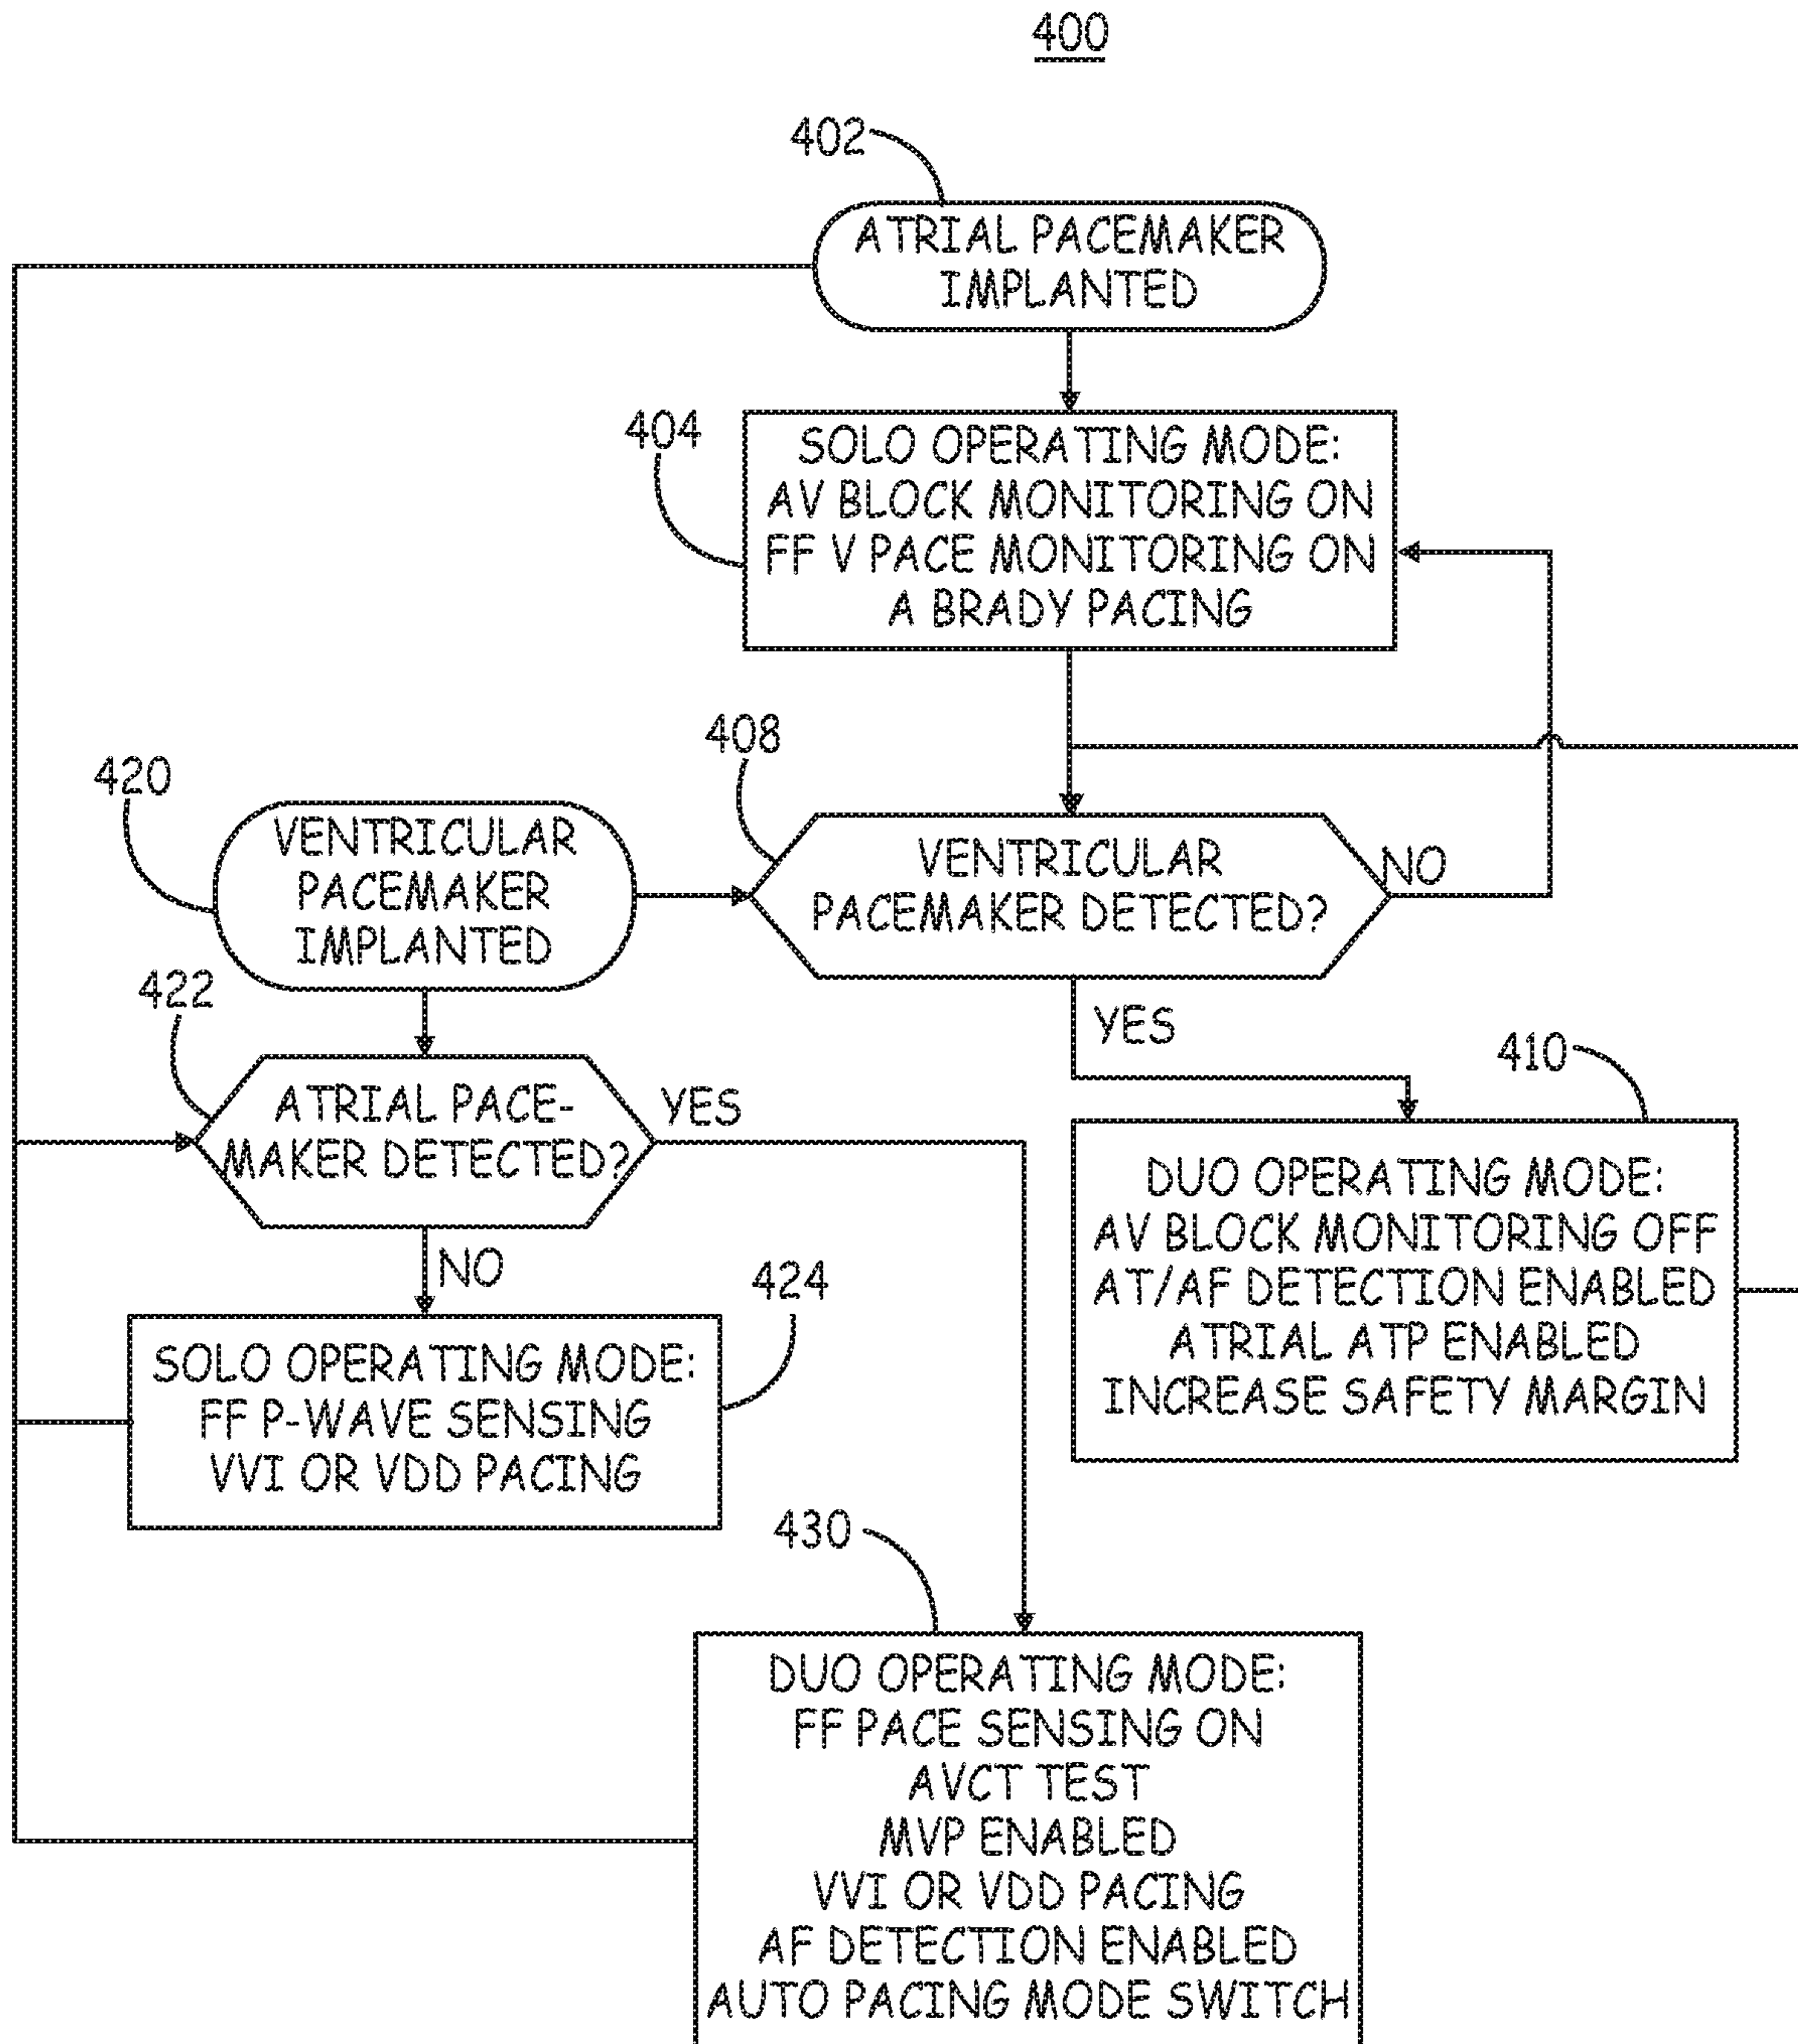 400
402
ATRIAL PACEMAKER
IMPLANTED
404
SOLO OPERATING MODE:
AV BLOCK MONITORING ON
FF V PACE MONITORING ON
A BRADY PACING
408
420
VENTRICULAR
PACEMAKER
IMPLANTED
VENTRICULAR
PACEMAKER DETECTED?
NO
YES
422
ATRIAL PACE-
MAKER DETECTED?
YES
NO
410
DUO OPERATING MODE:
AV BLOCK MONITORING OFF
AT/AF DETECTION ENABLED
ATRIAL ATP ENABLED
INCREASE SAFETY MARGIN
424
SOLO OPERATING MODE:
FF P-WAVE SENSING
VVI OR VDD PACING
430
DUO OPERATING MODE:
FF PACE SENSING ON
AVCT TEST
MVP ENABLED
VVI OR VDD PACING
AF DETECTION ENABLED
AUTO PACING MODE SWITCH